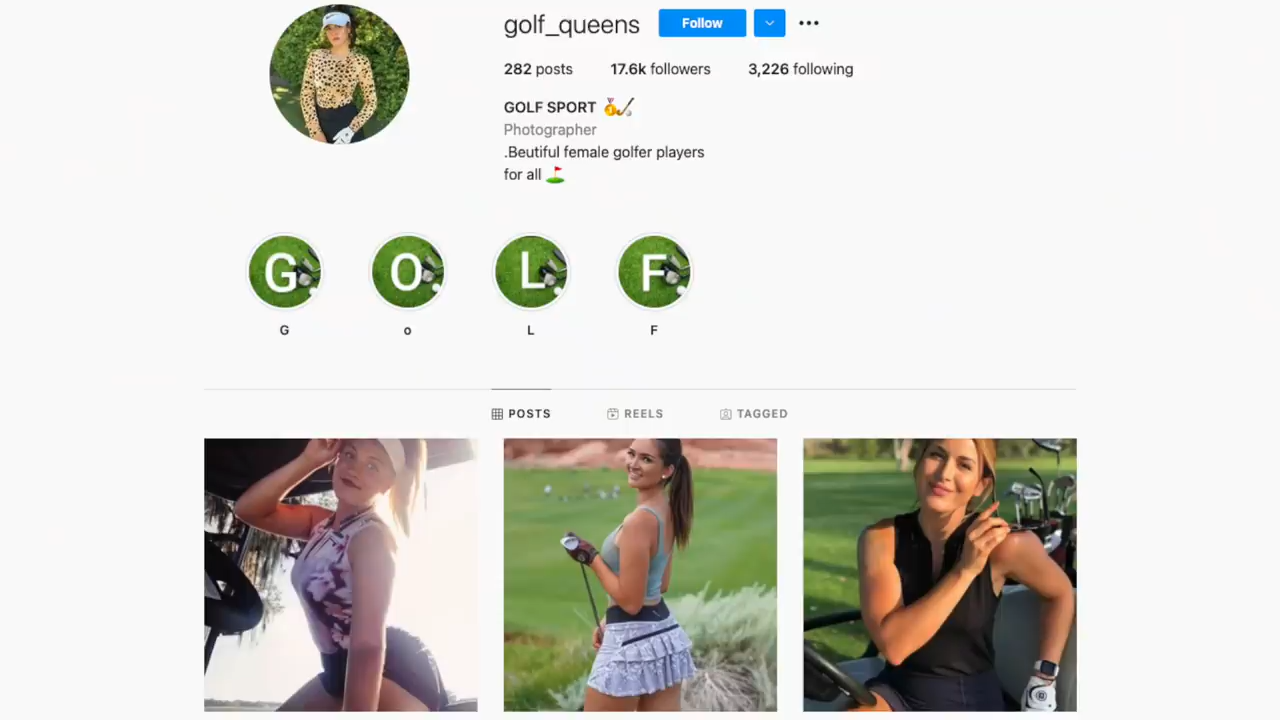 golf_queens Follow
282 posts 17.6k followers 3,226 following
GOLF SPORT
Photographer
.Beutiful female golfer players
for all
G O L F
G o L F
POSTS REELS TAGGED